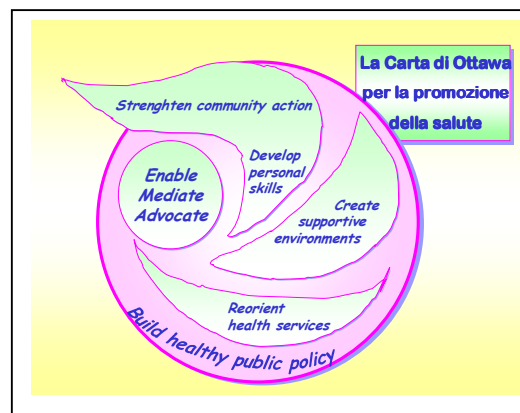 La Carta di Ottawa
per la promozione
della salute
Strenghten community action
Develop
personal
skills
Enable
Mediate
Advocate
Create
supportive
environments
Reorient
health services
Build healthy public policy